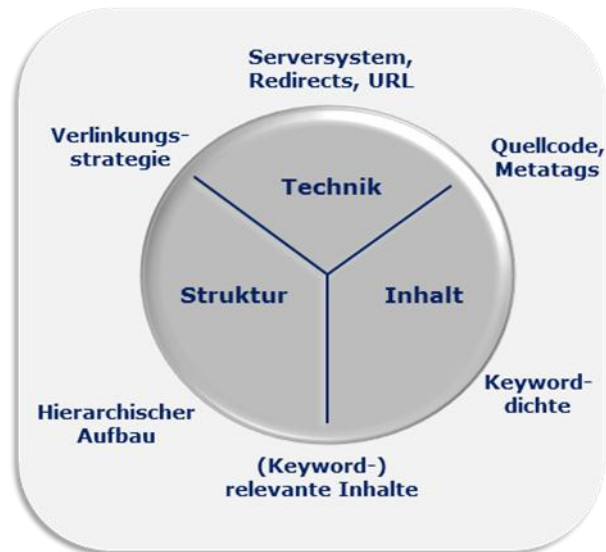 Serversystem,
Redirects, URL
Verlinkungs-
strategie
Quellcode,
Metatags
Technik
Struktur
Inhalt
Keyword-
dichte
Hierarchischer
Aufbau
(Keyword-)
relevante Inhalte